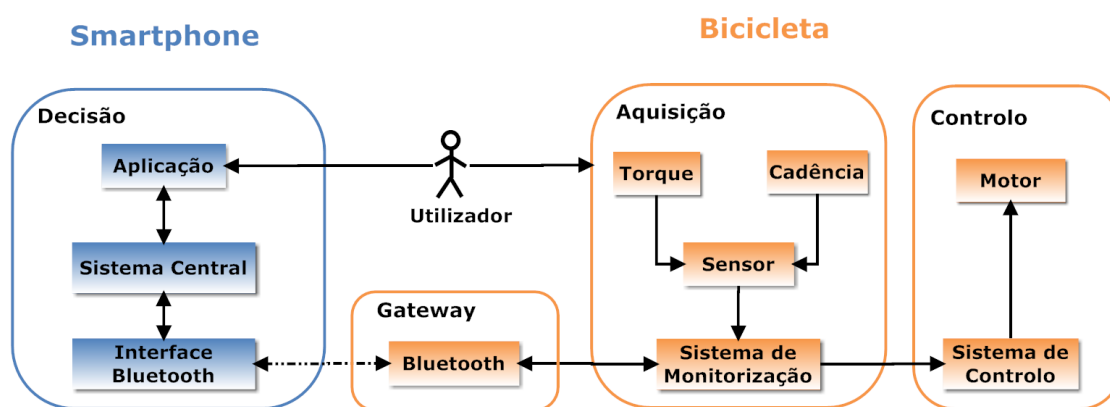 Smartphone
Bicicleta
Decisão
Aplicação
Sistema Central
Interface
Bluetooth
Utilizador
Gateway
Bluetooth
Aquisição
Torque
Cadência
Sensor
Sistema de
Monitorização
Controlo
Motor
Sistema de
Controlo